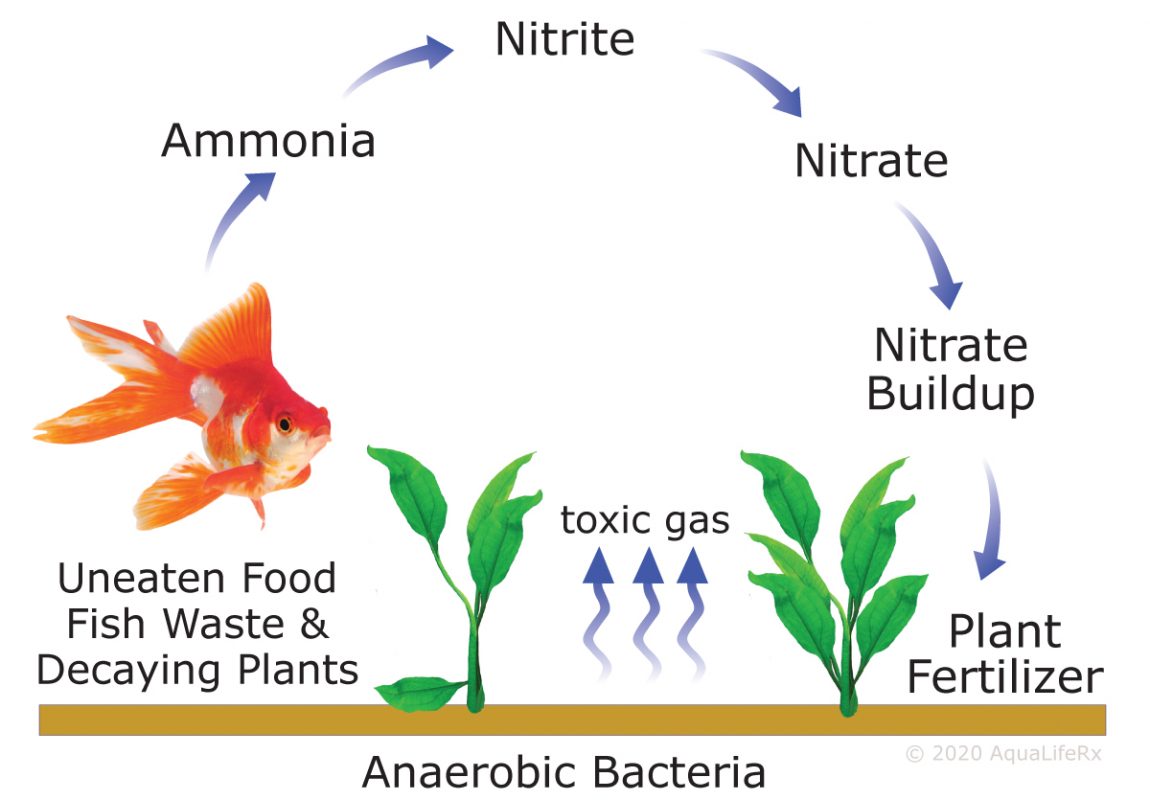 Nitrite
Ammonia
Nitrate
Nitrate
Buildup
toxic gas
Uneaten Food
Fish Waste &
Decaying Plants
Plant
Fertilizer
© 2020 AquaLifeRx
Anaerobic Bacteria